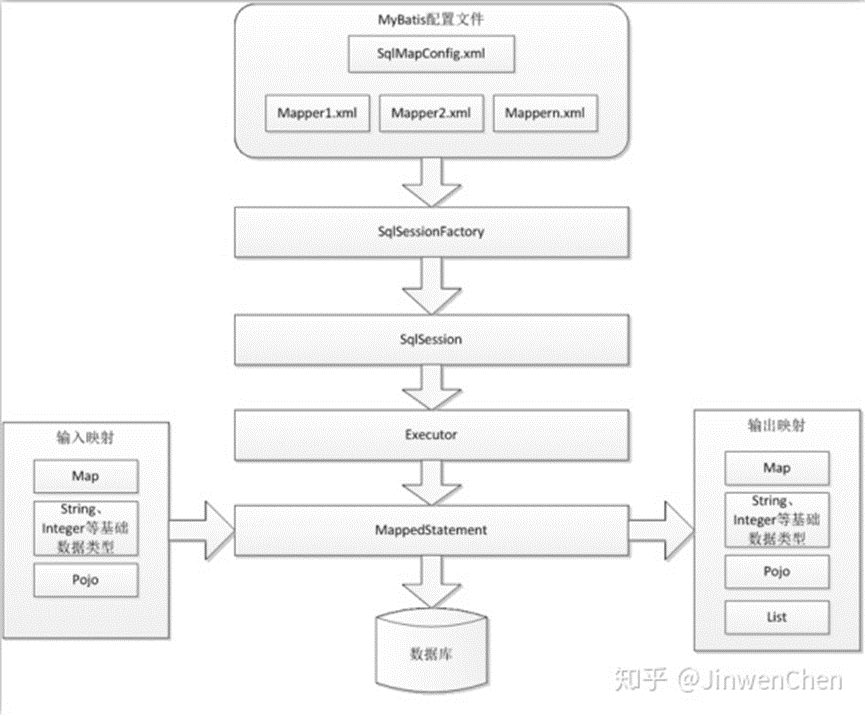 MyBatis配置文件
SqlMapConfig.xml
Mapper1.xml
Mapper2.xml
Mappern.xml
SqlSessionFactory
SqlSession
Executor
输入映射
Map
String、
Integer等基础
数据类型
Pojo
MappedStatement
输出映射
Map
String、
Integer等基础
数据类型
Pojo
List
数据库
知乎 @JinwenChen